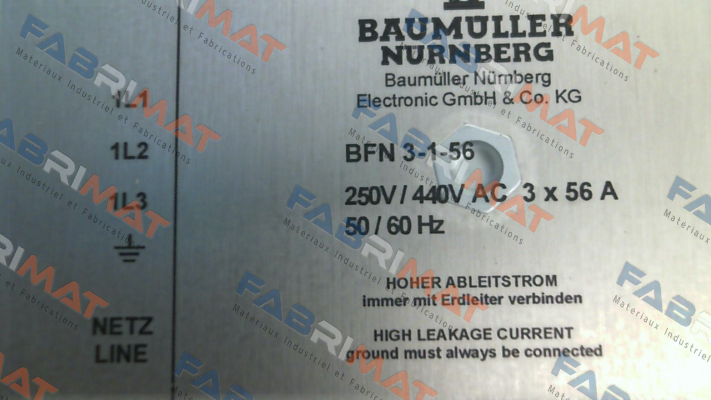 BAUMÜLLER
NÜRNBERG
Baumüller Nürnberg
Electronic GmbH & Co. KG
1L1
1L2
1L3
BFN 3-1-56
250V / 440V AC 3 x 56 A
50 / 60 Hz
HOHER ABLEITSTROM
immer mit Erdleiter verbinden
NETZ
LINE
HIGH LEAKAGE CURRENT
ground must always be connected
FABRIMAT
Materiaux Industriel et Fabrications